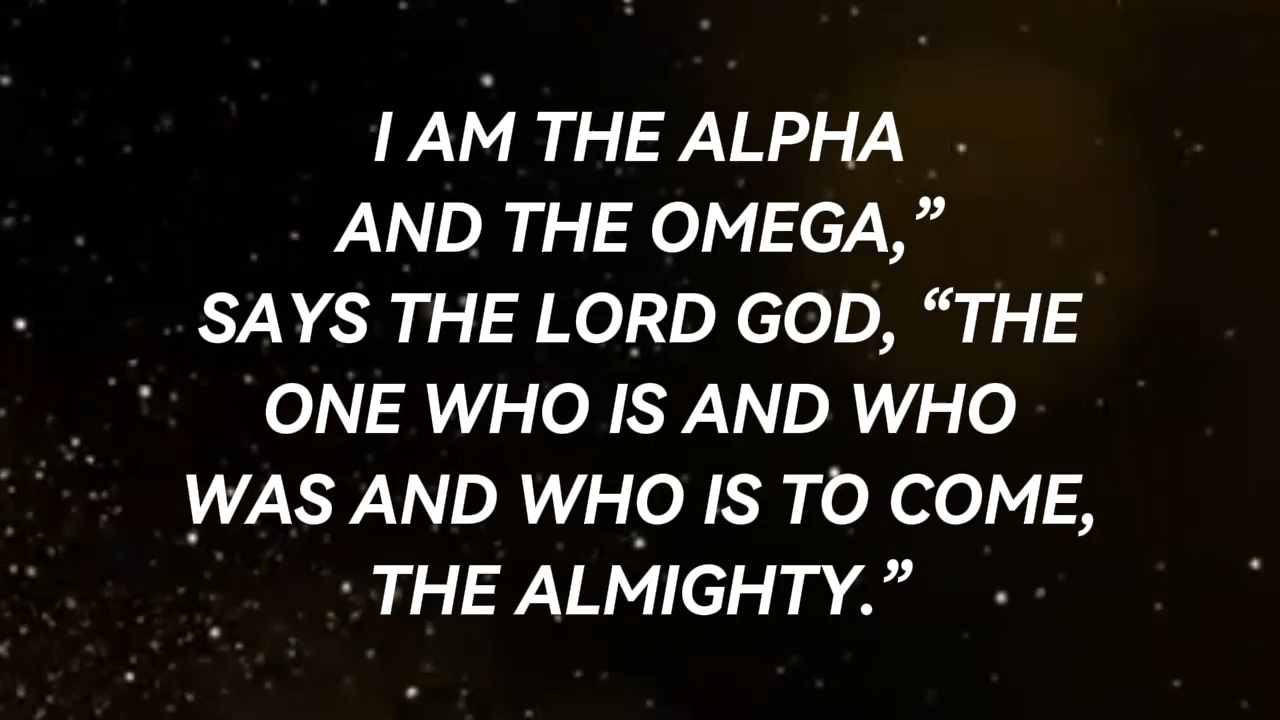 I AM THE ALPHA
AND THE OMEGA,”
SAYS THE LORD GOD, “THE
ONE WHO IS AND WHO
WAS AND WHO IS TO COME,
THE ALMIGHTY.”